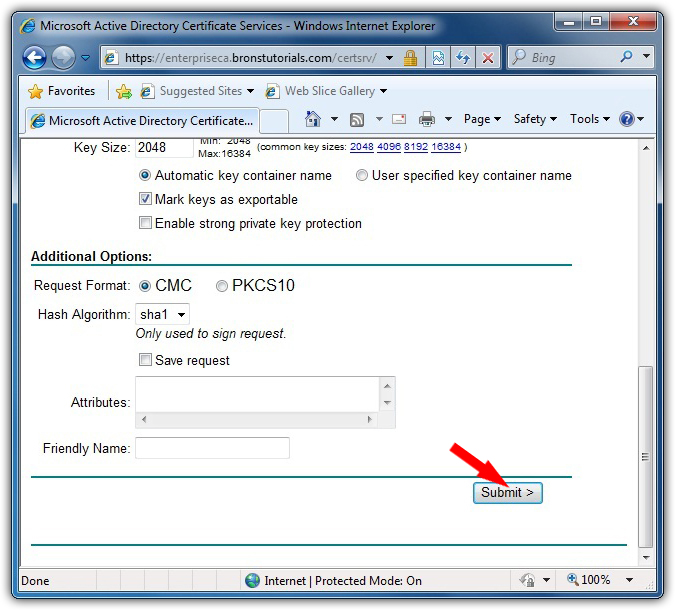 Microsoft Active Directory Certificate Services - Windows Internet Explorer
https://enterpriseca.bronstutorials.com/certsrv/
Bing
Favorites
Suggested Sites
Web Slice Gallery
Microsoft Active Directory Certificate...
Page
Safety
Tools
Key Size: 2048
Min: 2048
Max:16384
(common key sizes: 2048 4096 8192 16384 )
Automatic key container name
User specified key container name
Mark keys as exportable
Enable strong private key protection
Additional Options:
Request Format: CMC PKCS10
Hash Algorithm: sha1
Only used to sign request.
Save request
Attributes:
Friendly Name:
Submit >
Done
Internet | Protected Mode: On
100%